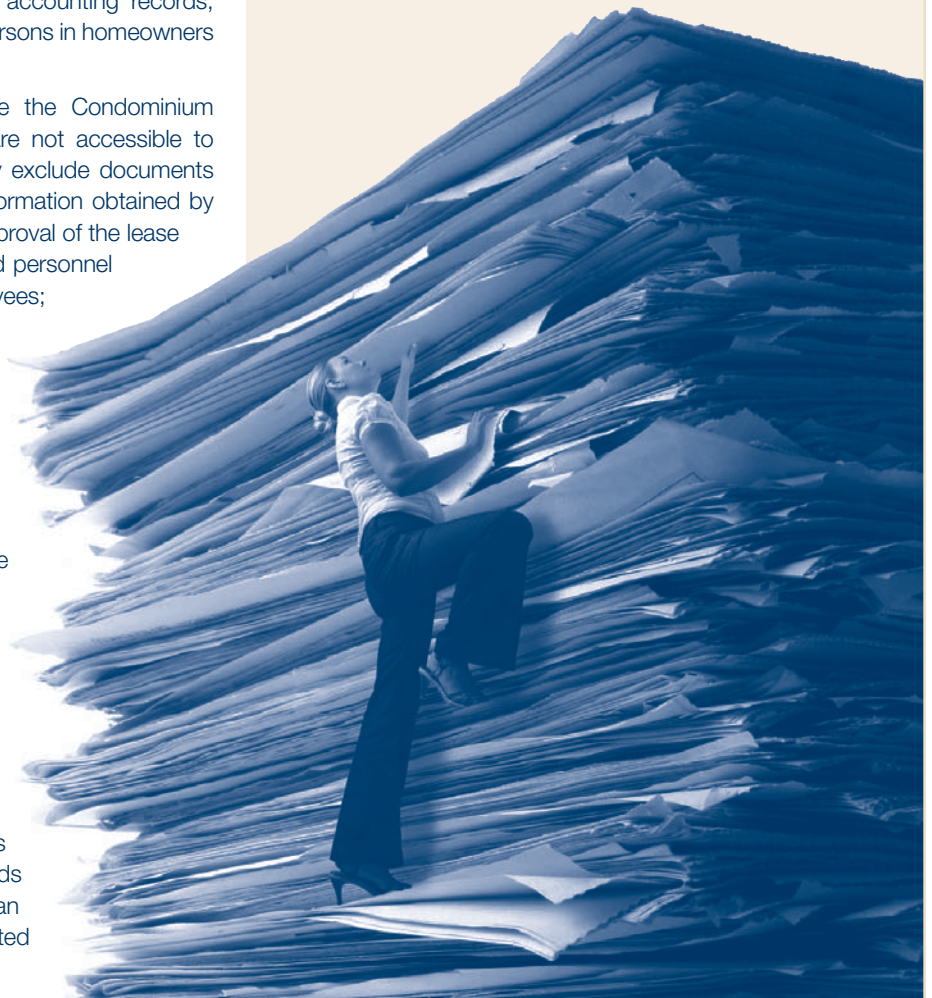 accounting records,
ersons in homeowners
e the Condominium
re not accessible to
y exclude documents
ormation obtained by
proval of the lease
d personnel
yees;
e
s
ds
an
ted